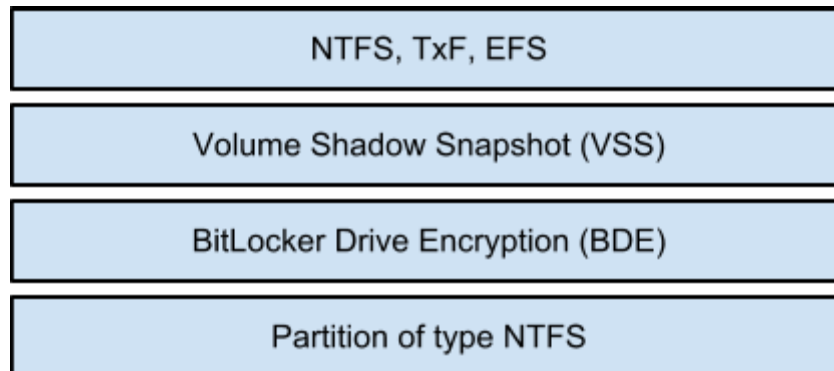 NTFS, TxF, EFS
Volume Shadow Snapshot (VSS)
BitLocker Drive Encryption (BDE)
Partition of type NTFS